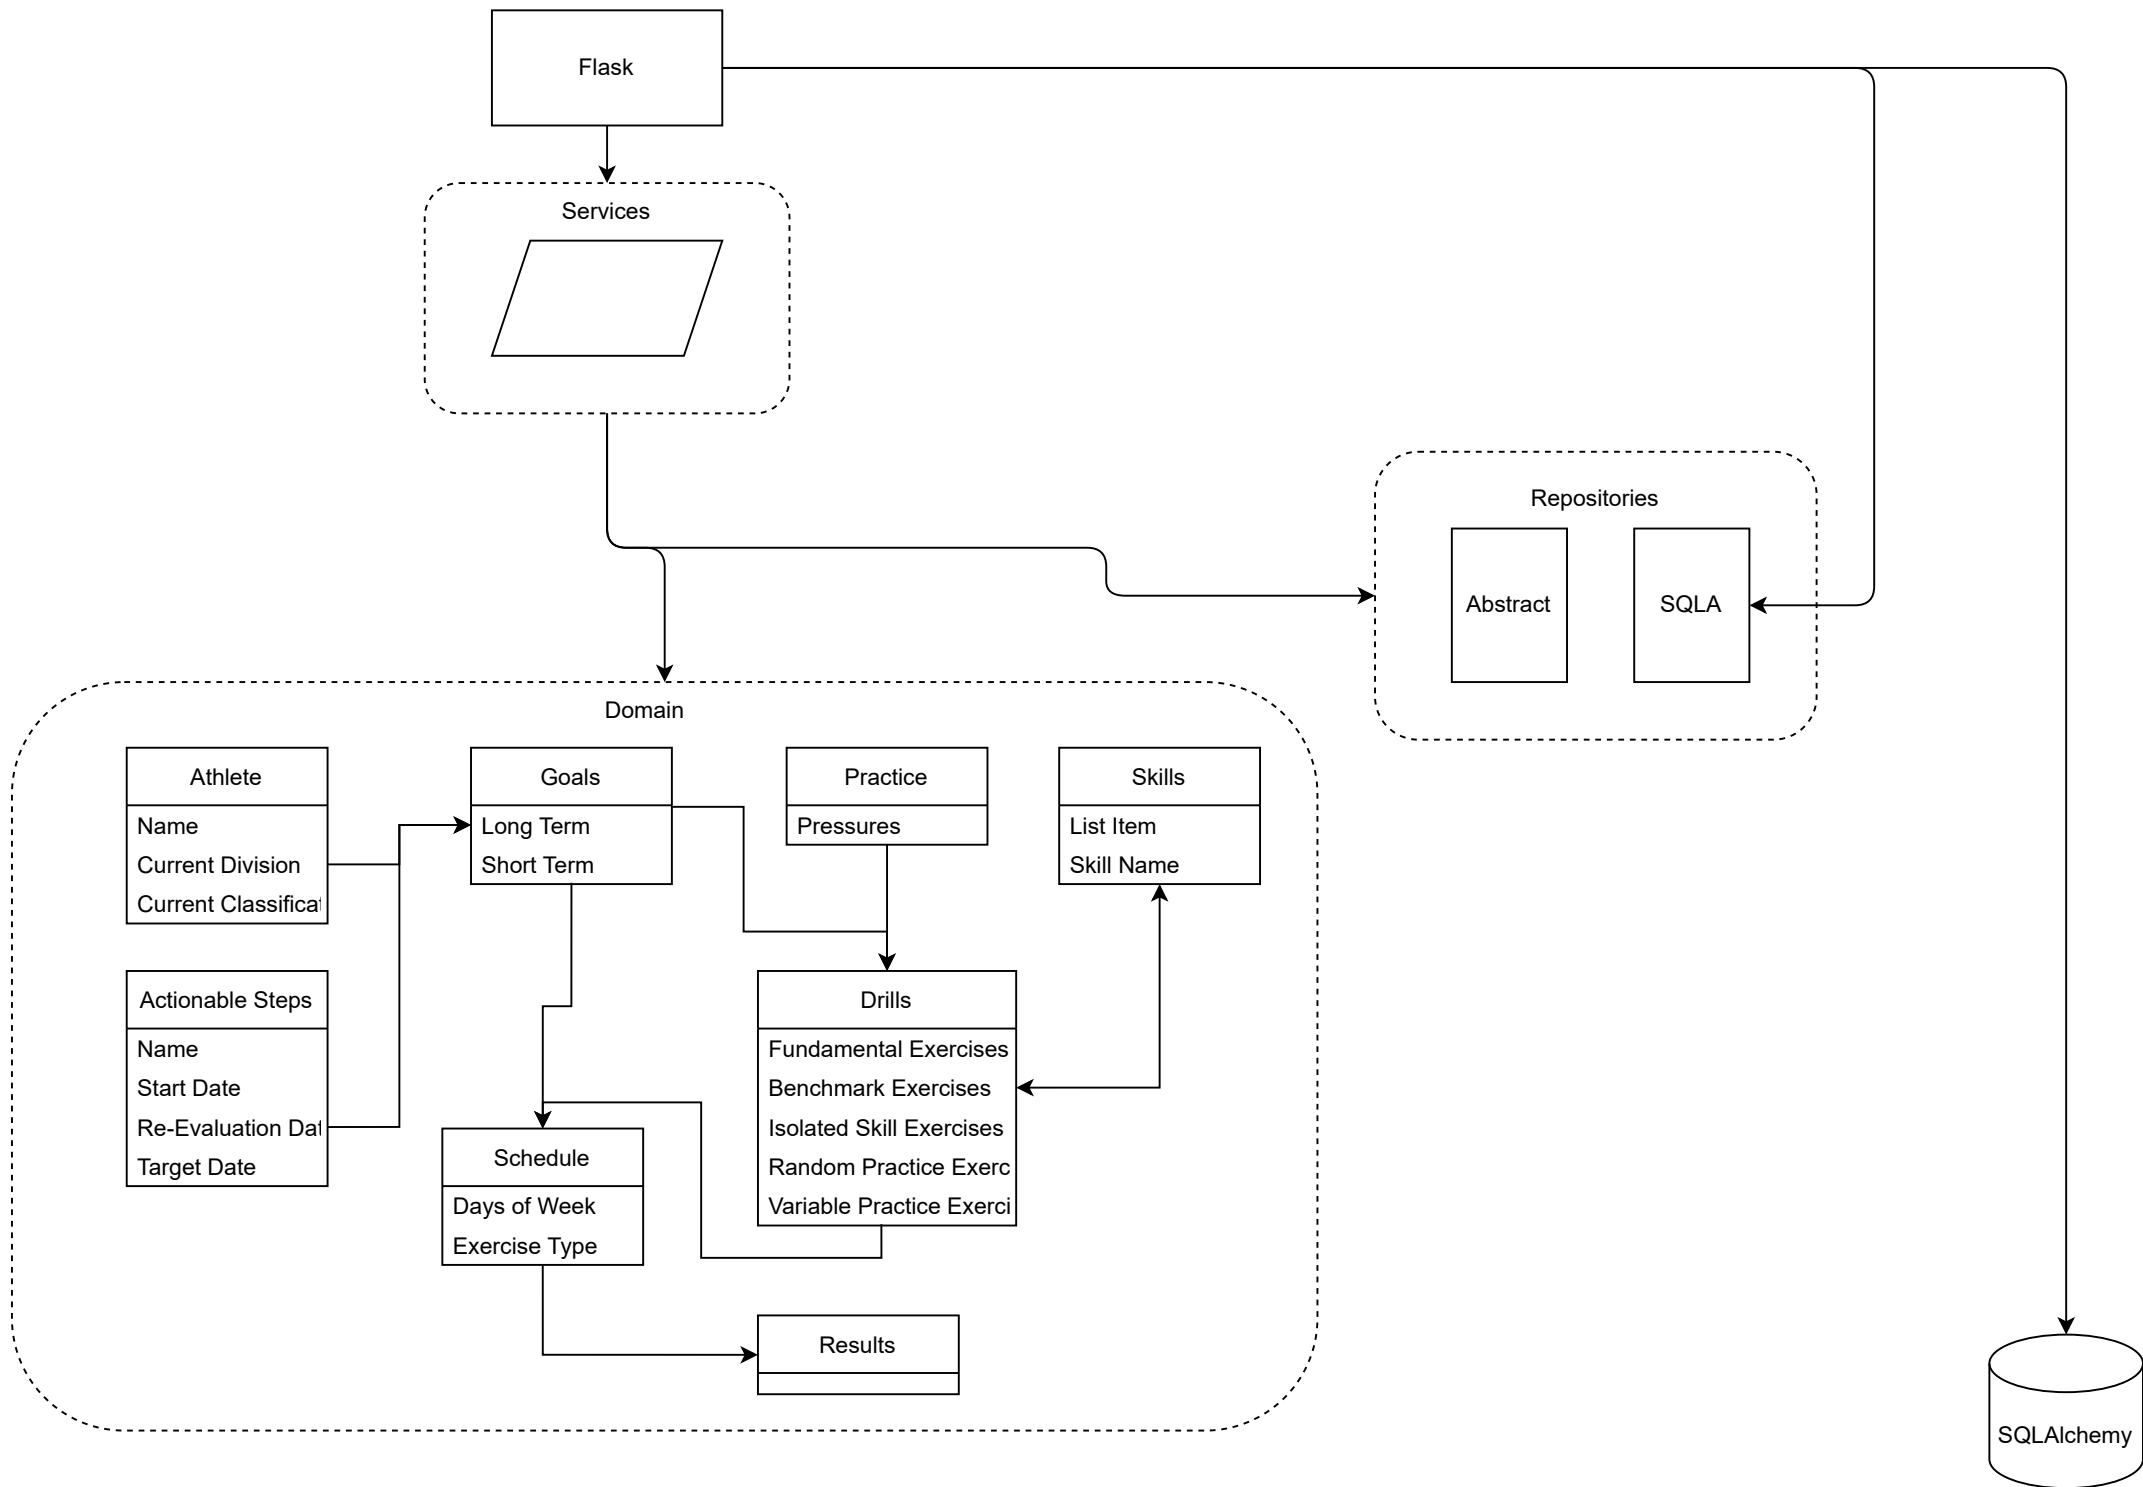 Flask
Services
Repositories
Abstract
SQLA
Domain
Athlete
Name
Current Division
Current Classificat
Goals
Long Term
Short Term
Practice
Pressures
Skills
List Item
Skill Name
Actionable Steps
Name
Start Date
Re-Evaluation Dat
Target Date
Drills
Fundamental Exercises
Benchmark Exercises
Isolated Skill Exercises
Random Practice Exerc
Variable Practice Exerci
Schedule
Days of Week
Exercise Type
Results
SQLAlchemy